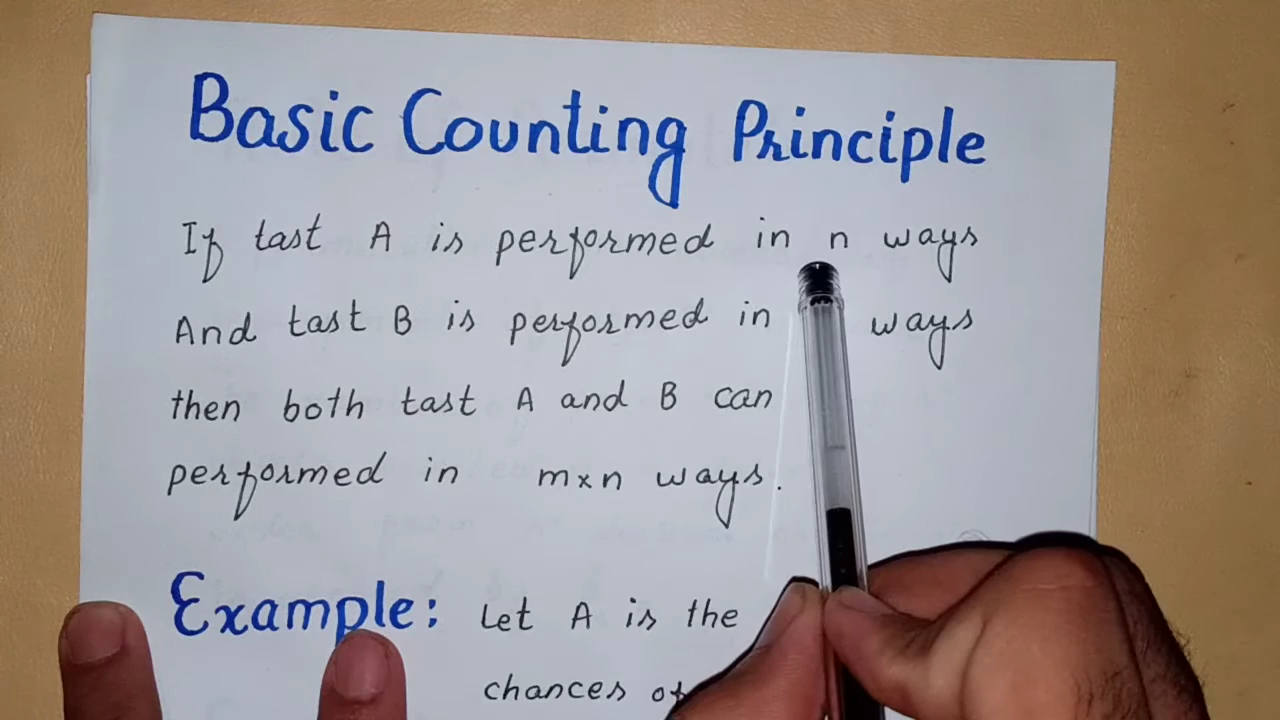 Basic Counting Principle
If tast A is performed in n ways
And tast B is performed in ways
then both tast A and B can
performed in m×n ways.
Example: Let A is the
chances of